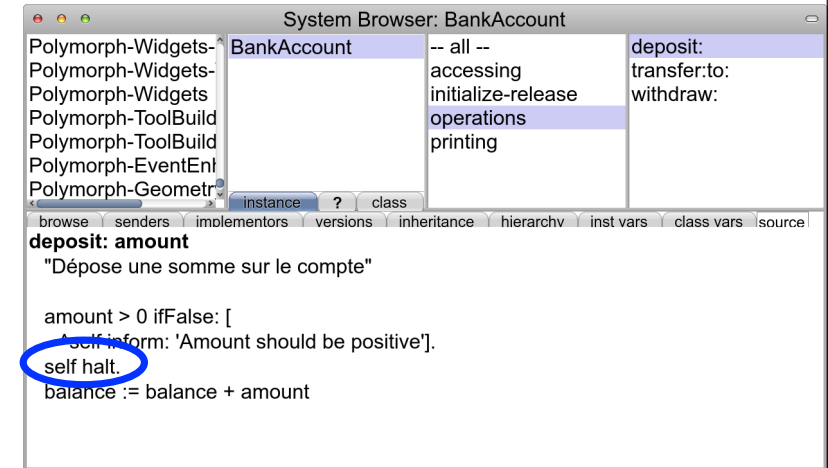 System Browser: BankAccount
Polymorph-Widgets-
Polymorph-Widgets-
Polymorph-Widgets
Polymorph-ToolBuild
Polymorph-ToolBuild
Polymorph-EventEnh
Polymorph-Geometr
BankAccount
instance ? class
-- all --
accessing
initialize-release
operations
printing
deposit:
transfer:to:
withdraw:
browse senders implementors versions inheritance hierarchy inst vars class vars source
deposit: amount
"Dépose une somme sur le compte"
amount > 0 ifFalse: [
^self inform: 'Amount should be positive'].
self halt.
balance := balance + amount